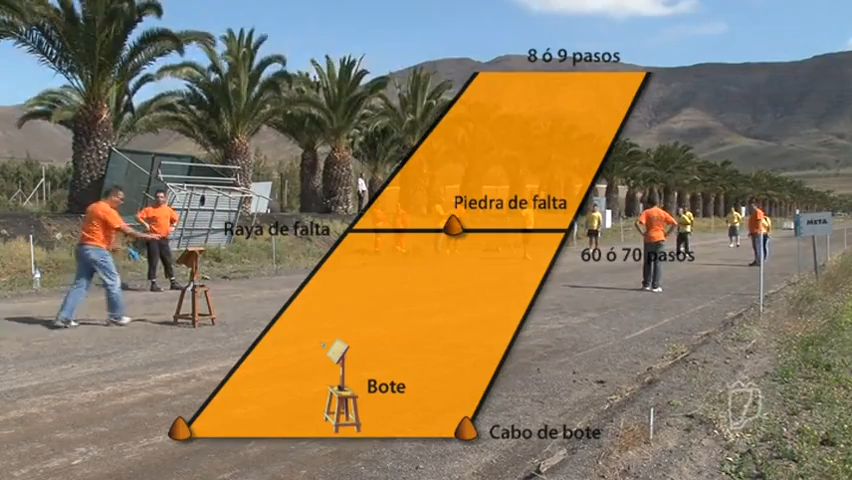 8 ó 9 pasos
Piedra de falta
Raya de falta
META
60 ó 70 pasos
Bote
Cabo de bote